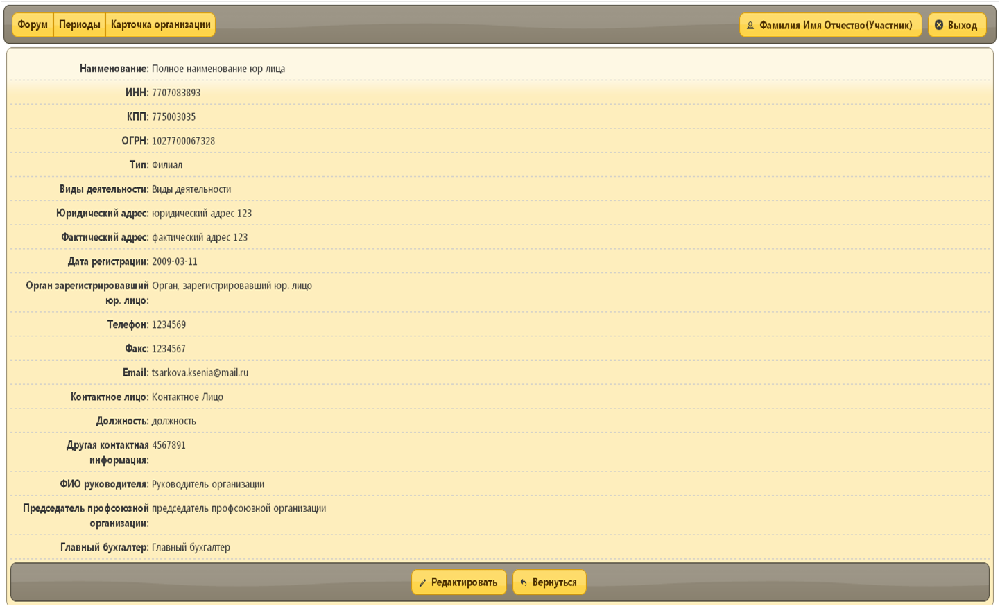 Форум Периоды Карточка организации Фамилия Имя Отчество(Участник) Выход
Наименование: Полное наименование юр лица
ИНН: 7707083893
КПП: 775003035
ОГРН: 1027700067328
Тип: Филиал
Виды деятельности: Виды деятельности
Юридический адрес: юридический адрес 123
Фактический адрес: фактический адрес 123
Дата регистрации: 2009-03-11
Орган зарегистрировавший Орган, зарегистрировавший юр. лицо
юр. лицо:
Телефон: 1234569
Факс: 1234567
Email: tsarkova.ksenia@mail.ru
Контактное лицо: Контактное Лицо
Должность: должность
Другая контактная 4567891
информация:
ФИО руководителя: Руководитель организации
Председатель профсоюзной председатель профсоюзной организации
организации:
Главный бухгалтер: Главный бухгалтер
Редактировать Вернуться